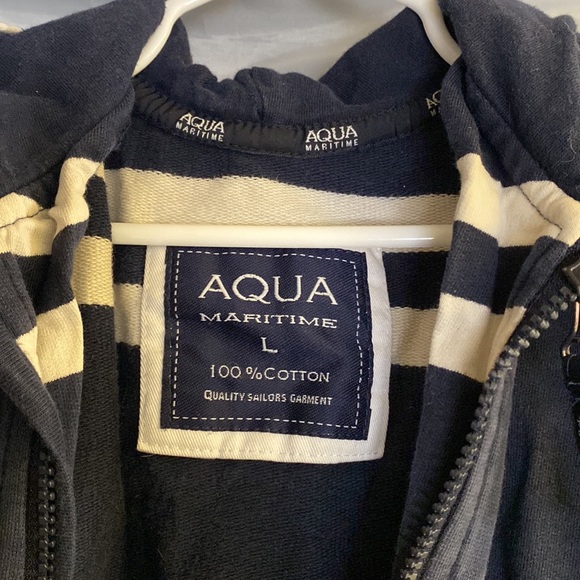 AQUA
MARITIME
AQUA
MARITIME
AQUA
MARITIME
L
100 % COTTON
QUALITY SAILORS GARMENT